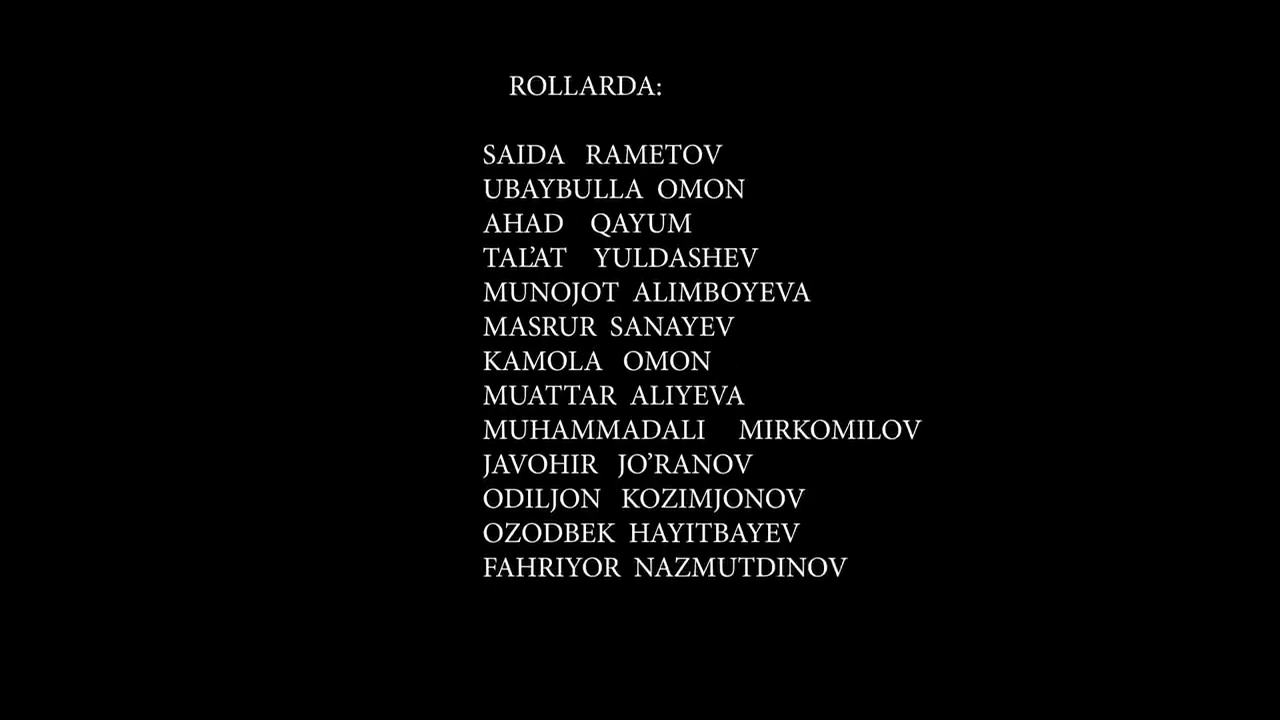 ROLLARDA:
SAIDA RAMETOV
UBAYBULLA OMON
AHAD QAYUM
TAL’AT YULDASHEV
MUNOJOT ALIMBOYEVA
MASRUR SANAYEV
KAMOLA OMON
MUATTAR ALIYEVA
MUHAMMADALI MIRKOMILOV
JAVOHIR JO’RANOV
ODILJON KOZIMJONOV
OZODBEK HAYITBAYEV
FAHRIYOR NAZMUTDINOV